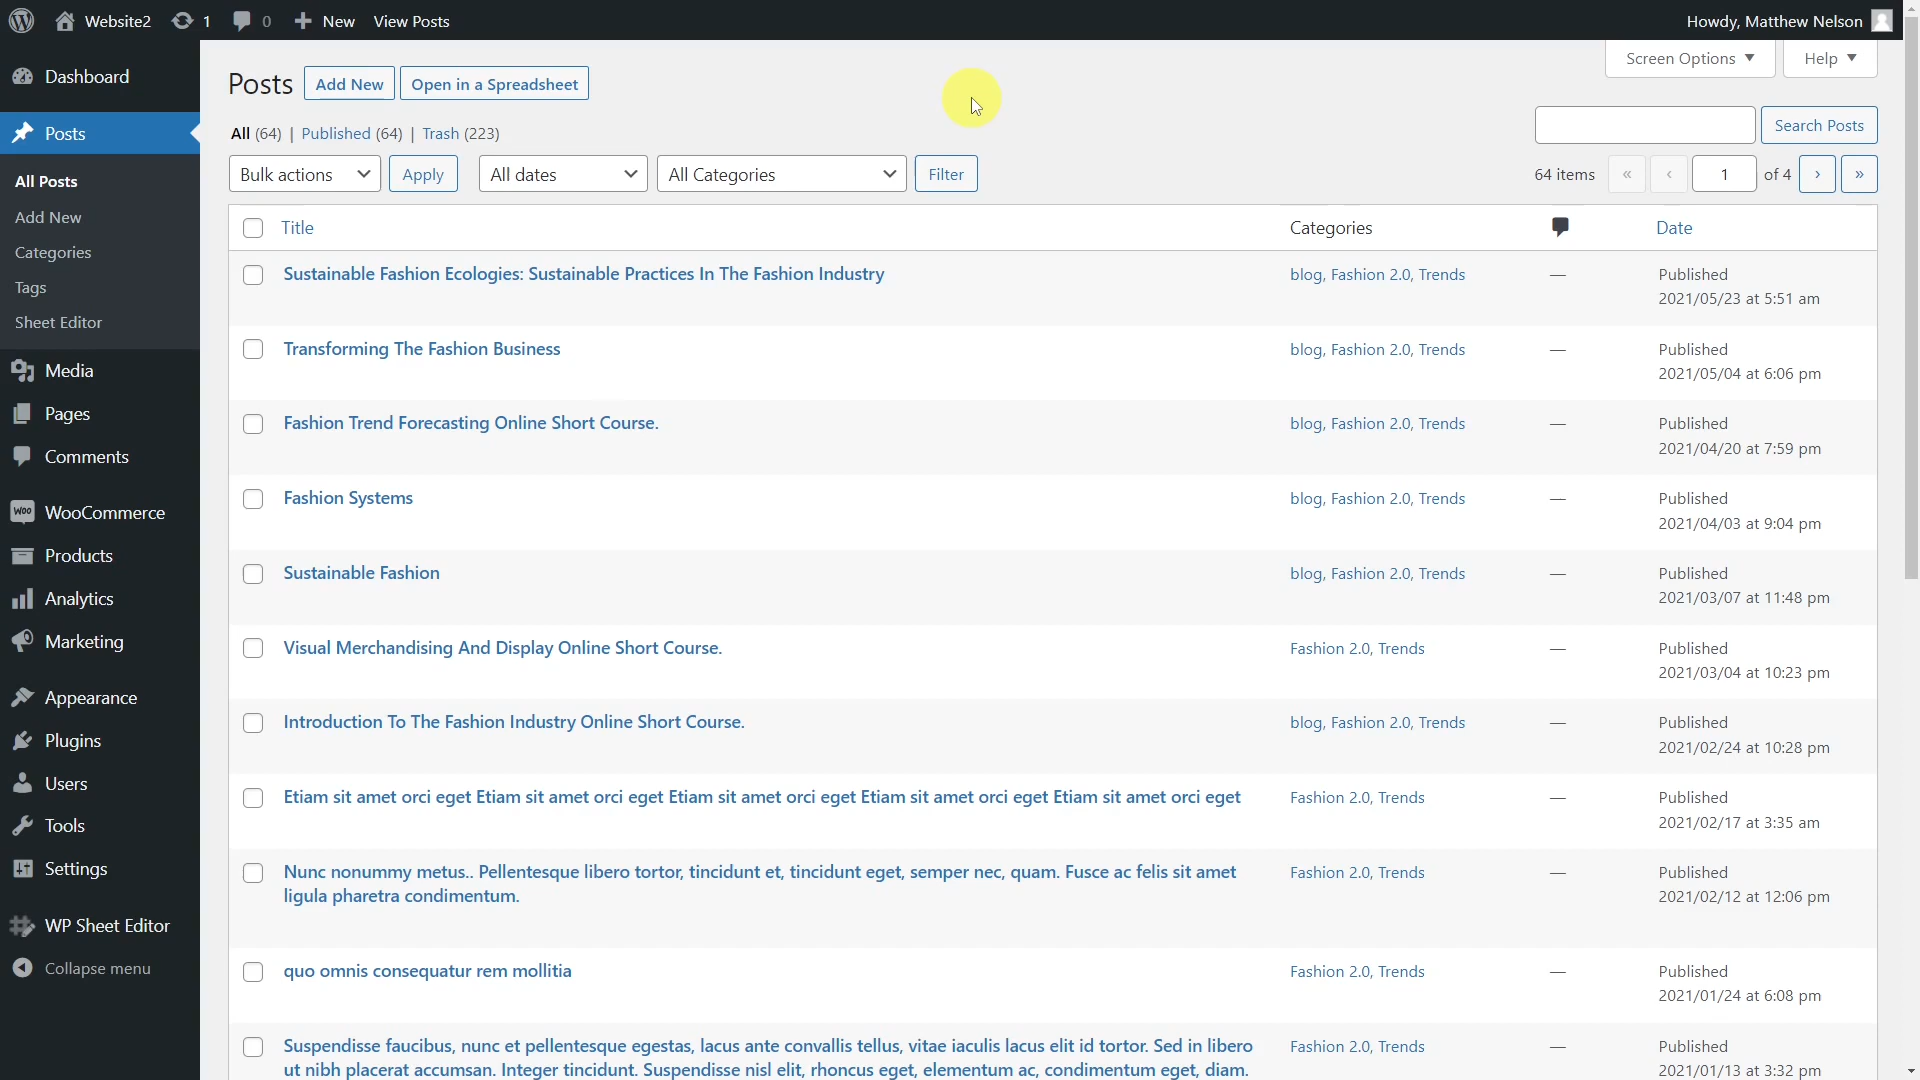 Website2 1 0 New View Posts Howdy, Matthew Nelson
Screen Options Help
Dashboard
Posts
All Posts
Add New
Categories
Tags
Sheet Editor
Media
Pages
Comments
Woo WooCommerce
Products
Analytics
Marketing
Appearance
Plugins
Users
Tools
Settings
WP Sheet Editor
Collapse menu
Posts Add New Open in a Spreadsheet
All (64) | Published (64) | Trash (223)
Search Posts
Bulk actions Apply All dates All Categories Filter
64 items « ‹ 1 of 4 › »
Title Categories Date
Sustainable Fashion Ecologies: Sustainable Practices In The Fashion Industry blog, Fashion 2.0, Trends — Published
2021/05/23 at 5:51 am
Transforming The Fashion Business blog, Fashion 2.0, Trends — Published
2021/05/04 at 6:06 pm
Fashion Trend Forecasting Online Short Course. blog, Fashion 2.0, Trends — Published
2021/04/20 at 7:59 pm
Fashion Systems blog, Fashion 2.0, Trends — Published
2021/04/03 at 9:04 pm
Sustainable Fashion blog, Fashion 2.0, Trends — Published
2021/03/07 at 11:48 pm
Visual Merchandising And Display Online Short Course. Fashion 2.0, Trends — Published
2021/03/04 at 10:23 pm
Introduction To The Fashion Industry Online Short Course. blog, Fashion 2.0, Trends — Published
2021/02/24 at 10:28 pm
Etiam sit amet orci eget Etiam sit amet orci eget Etiam sit amet orci eget Etiam sit amet orci eget Etiam sit amet orci eget Fashion 2.0, Trends — Published
2021/02/17 at 3:35 am
Nunc nonummy metus.. Pellentesque libero tortor, tincidunt et, tincidunt eget, semper nec, quam. Fusce ac felis sit amet Fashion 2.0, Trends — Published
ligula pharetra condimentum. 2021/02/12 at 12:06 pm
quo omnis consequatur rem mollitia Fashion 2.0, Trends — Published
2021/01/24 at 6:08 pm
Suspendisse faucibus, nunc et pellentesque egestas, lacus ante convallis tellus, vitae iaculis lacus elit id tortor. Sed in libero Fashion 2.0, Trends — Published
ut nibh placerat accumsan. Integer tincidunt. Suspendisse nisl elit, rhoncus eget, elementum ac, condimentum eget, diam. 2021/01/13 at 3:32 pm